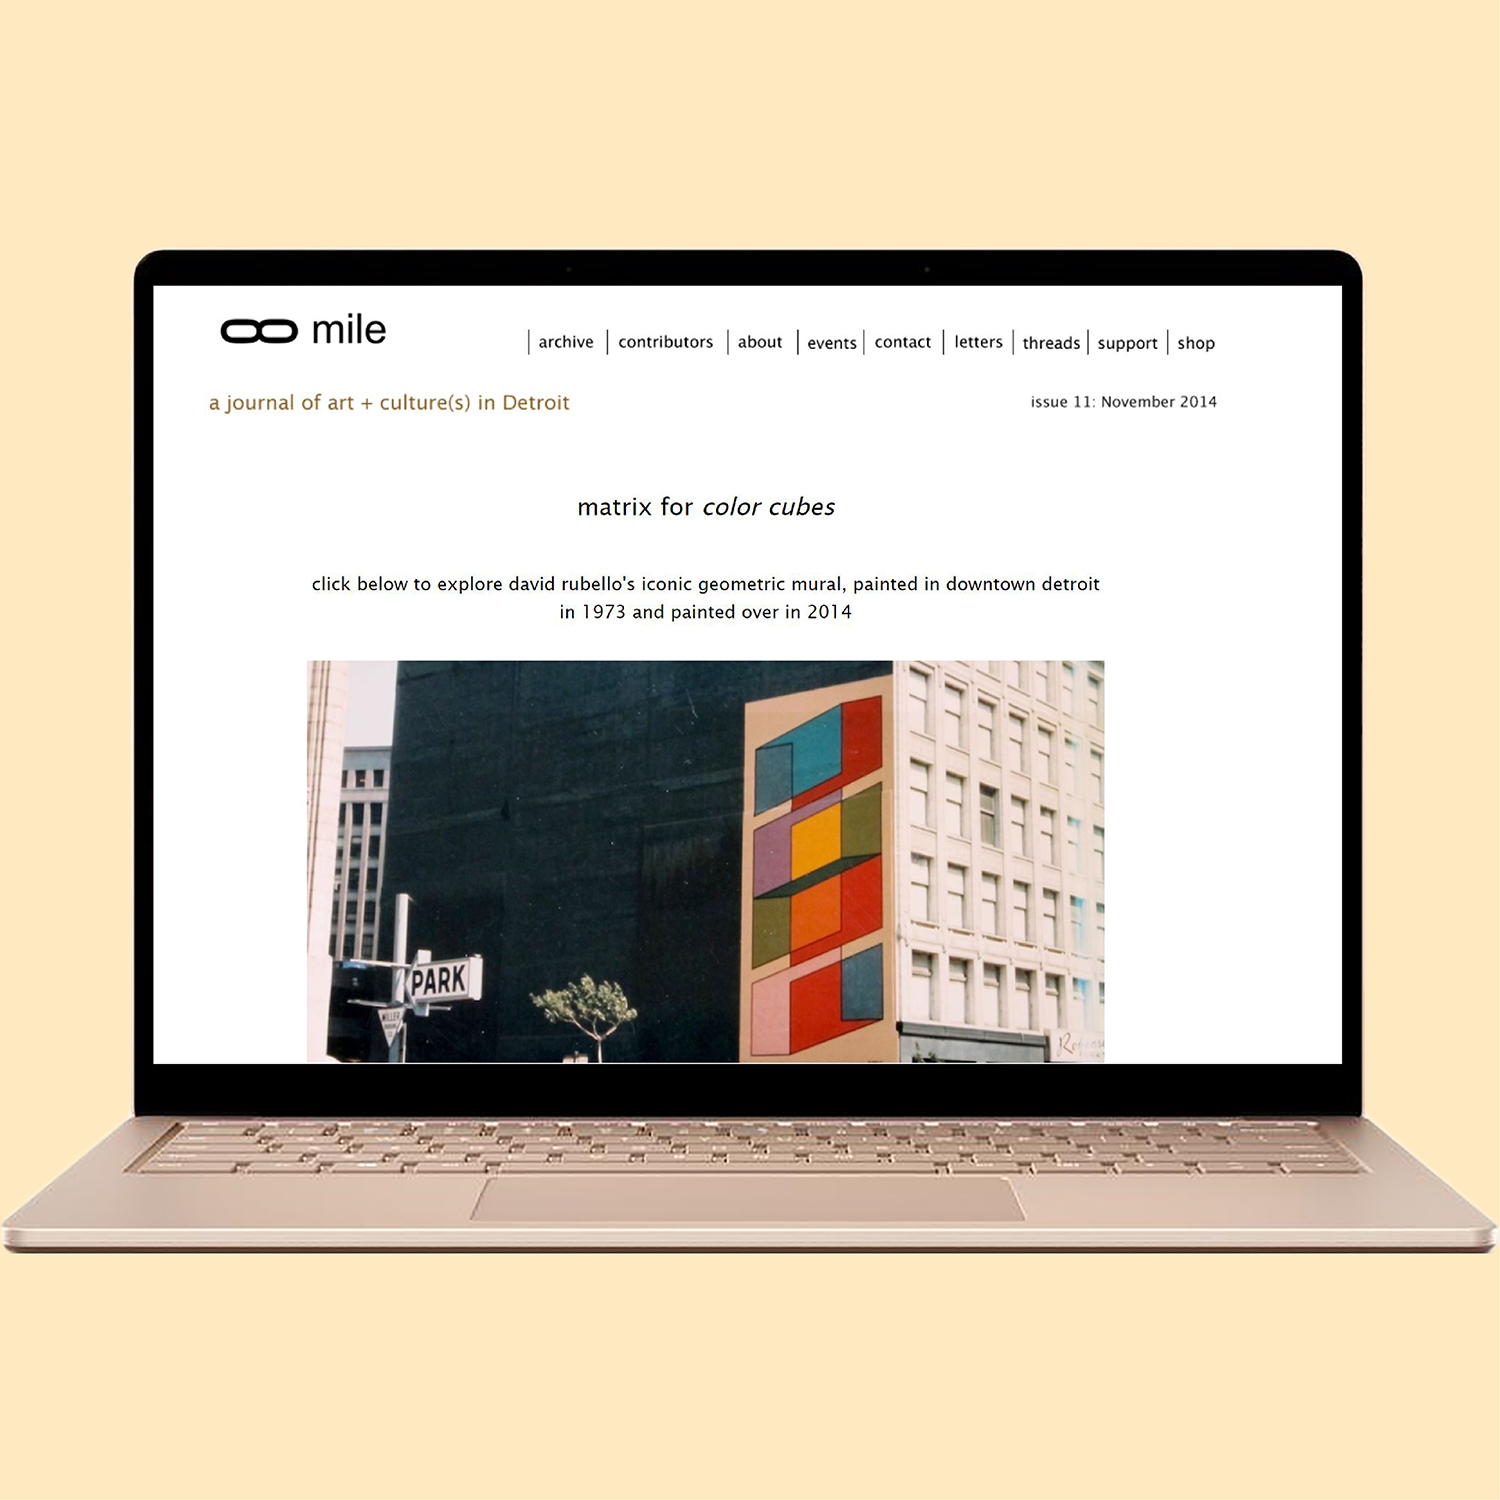 mile
archive
contributors
about
events
contact
letters
threads
support
shop
a journal of art + culture(s) in Detroit
issue 11: November 2014
matrix for color cubes
click below to explore david rubello's iconic geometric mural, painted in downtown detroit
in 1973 and painted over in 2014
PARK
MILLER